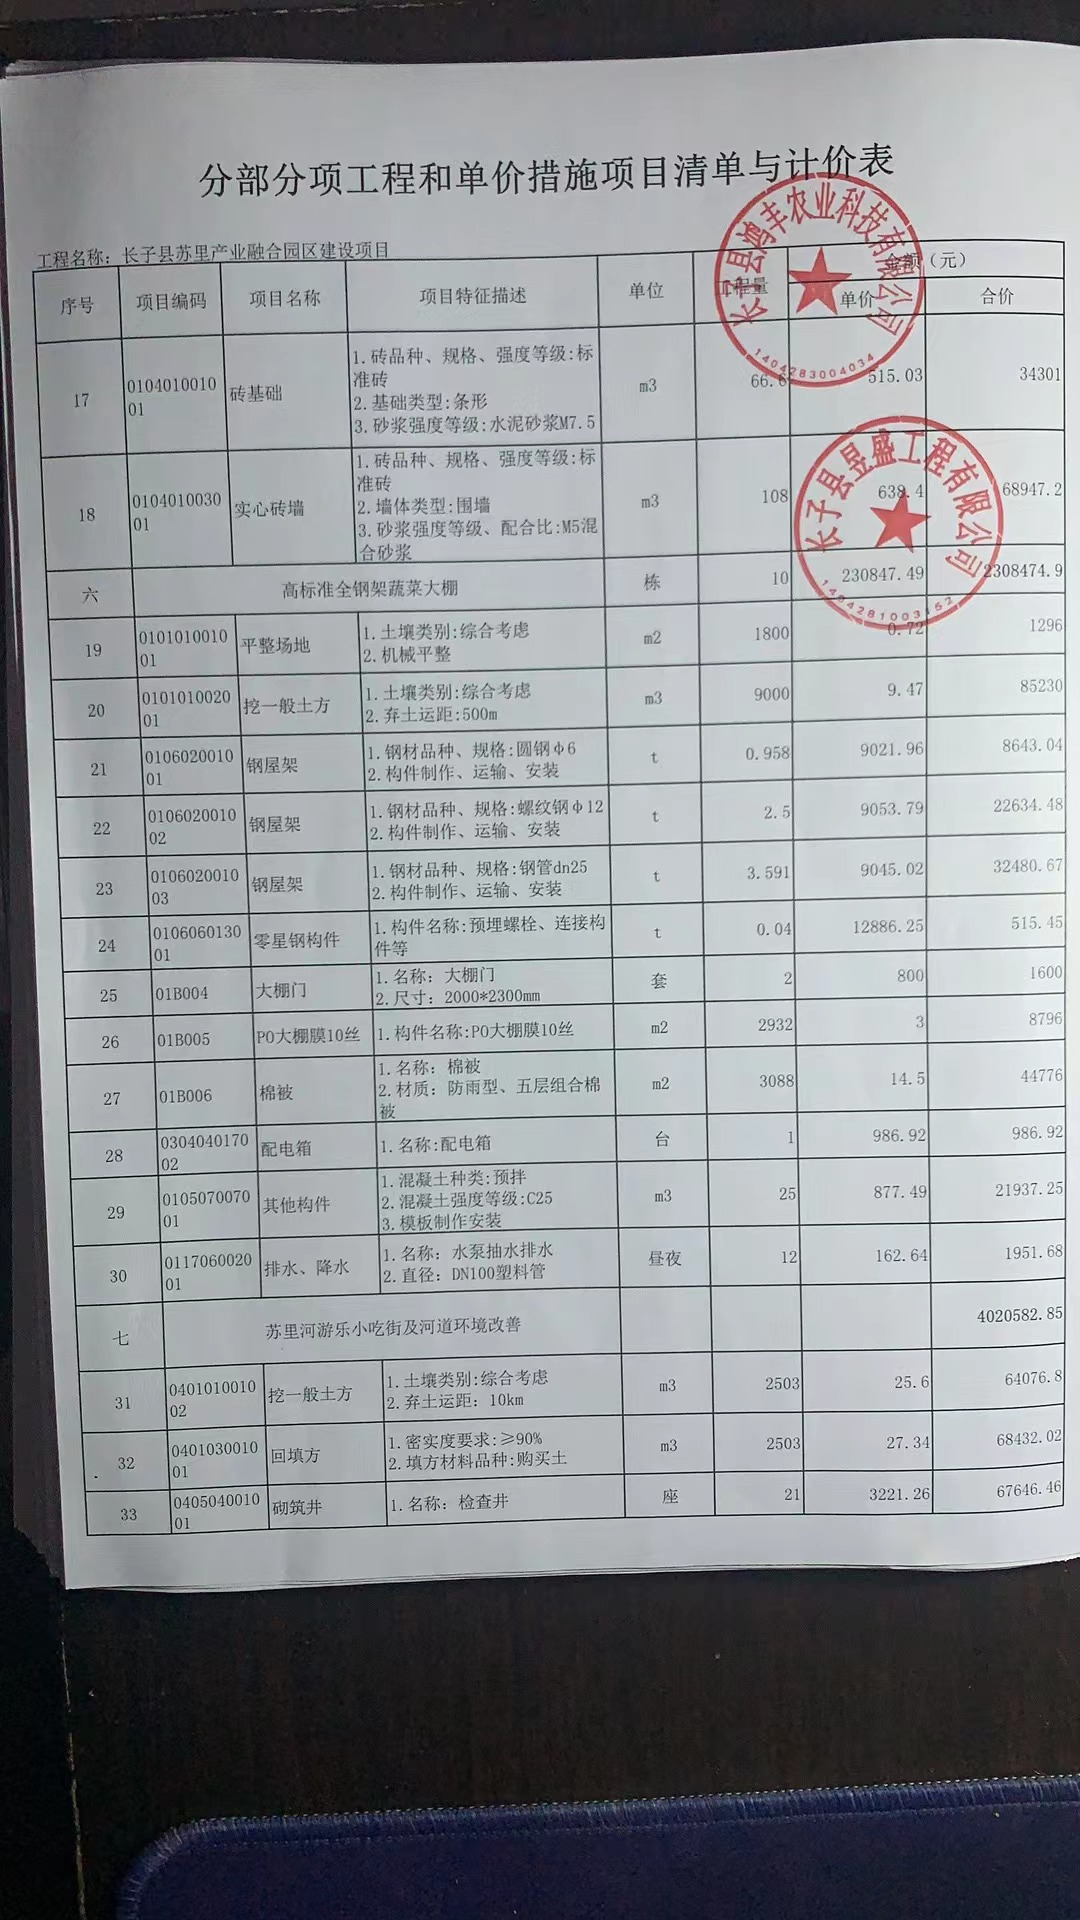 分部分项工程和单价措施项目清单与计价表
工程名称：长子县苏里产业融合园区建设项目
序号 项目编码 项目名称 项目特征描述 单位 工程量 金额（元）
单价 合价
17 010401001001 砖基础 1.砖品种、规格、强度等级:标准砖
2.基础类型:条形
3.砂浆强度等级:水泥砂浆M7.5
m3 66.6 515.03 34301
18 010401003001 实心砖墙 1.砖品种、规格、强度等级:标准砖
2.墙体类型:围墙
3.砂浆强度等级、配合比:M5混合砂浆
m3 108 638.4 68947.2
六 高标准全钢架蔬菜大棚 栋 10 230847.49 2308474.9
19 010101001001 平整场地 1.土壤类别:综合考虑
2.机械平整
m2 1800 0.72 1296
20 010101002001 挖一般土方 1.土壤类别:综合考虑
2.弃土运距:500m
m3 9000 9.47 85230
21 010602001001 钢屋架 1.钢材品种、规格:圆钢φ6
2.构件制作、运输、安装
t 0.958 9021.96 8643.04
22 010602001002 钢屋架 1.钢材品种、规格:螺纹钢φ12
2.构件制作、运输、安装
t 2.5 9053.79 22634.48
23 010602001003 钢屋架 1.钢材品种、规格:钢管dn25
2.构件制作、运输、安装
t 3.591 9045.02 32480.67
24 010606013001 零星钢构件 1.构件名称:预埋螺栓、连接构件等
t 0.04 12886.25 515.45
25 01B004 大棚门 1.名称：大棚门
2.尺寸：2000*2300mm
套 2 800 1600
26 01B005 PO大棚膜10丝 1.构件名称:PO大棚膜10丝 m2 2932 3 8796
27 01B006 棉被 1.名称：棉被
2.材质：防雨型、五层组合棉被
m2 3088 14.5 44776
28 030404017002 配电箱 1.名称:配电箱 台 1 986.92 986.92
29 010507007001 其他构件 1.混凝土种类:预拌
2.混凝土强度等级:C25
3.模板制作安装
m3 25 877.49 21937.25
30 011706002001 排水、降水 1.名称：水泵抽水排水
2.直径：DN100塑料管
昼夜 12 162.64 1951.68
七 苏里河游乐小吃街及河道环境改善 4020582.85
31 040101001002 挖一般土方 1.土壤类别:综合考虑
2.弃土运距：10km
m3 2503 25.6 64076.8
32 040103001001 回填方 1.密实度要求:≥90%
2.填方材料品种:购买土
m3 2503 27.34 68432.02
33 040504001001 砌筑井 1.名称：检查井 座 21 3221.26 67646.46
长子县鸿丰农业科技有限公司
1404283004034
长子县昱盛工程有限公司
1404281003152